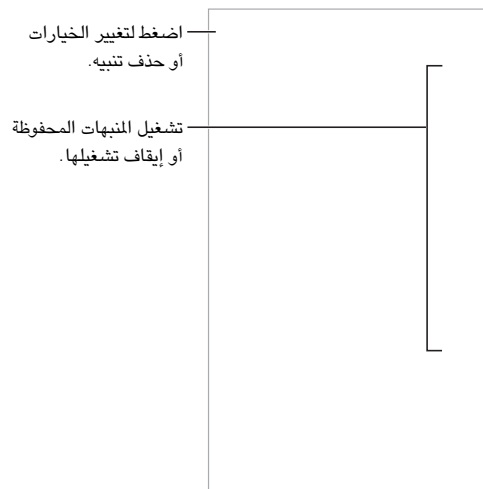 اضغط لتغيير الخيارات
أو حذف تنبيه.
تشغيل المنبهات المحفوظة
أو إيقاف تشغيلها.